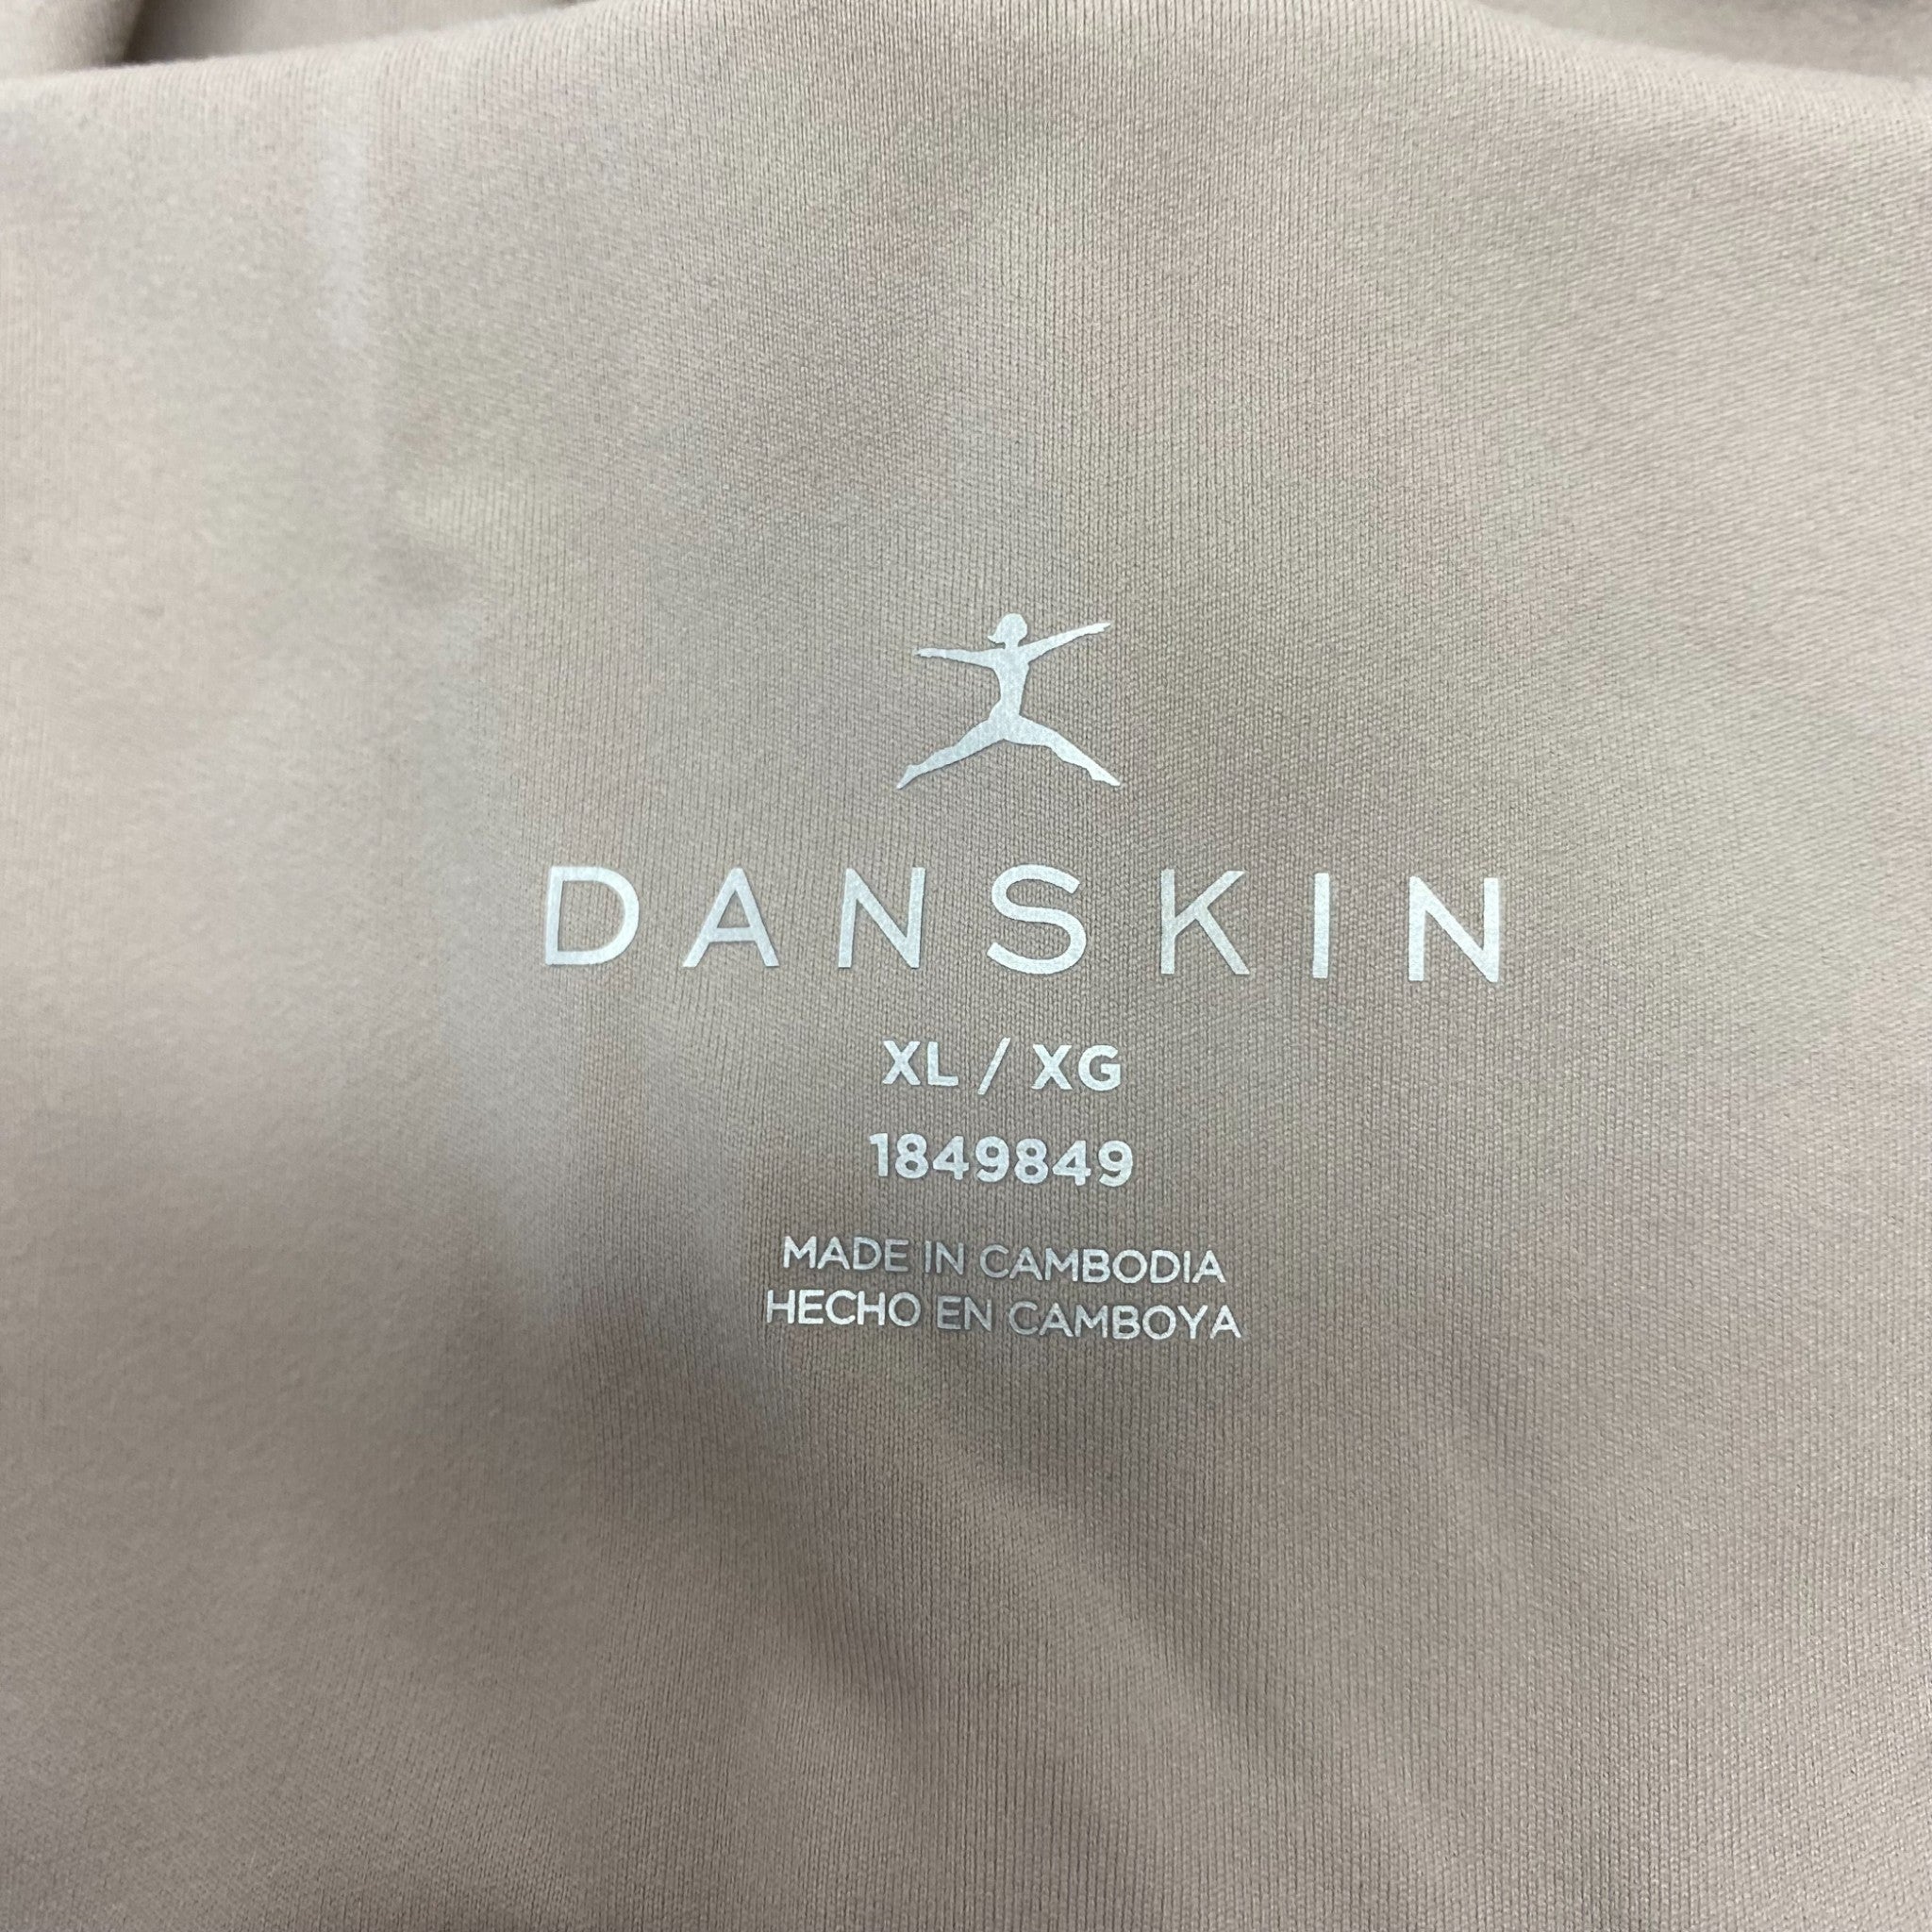 DANSKIN
XL / XG
1849849
MADE IN CAMBODIA
HECHO EN CAMBOYA